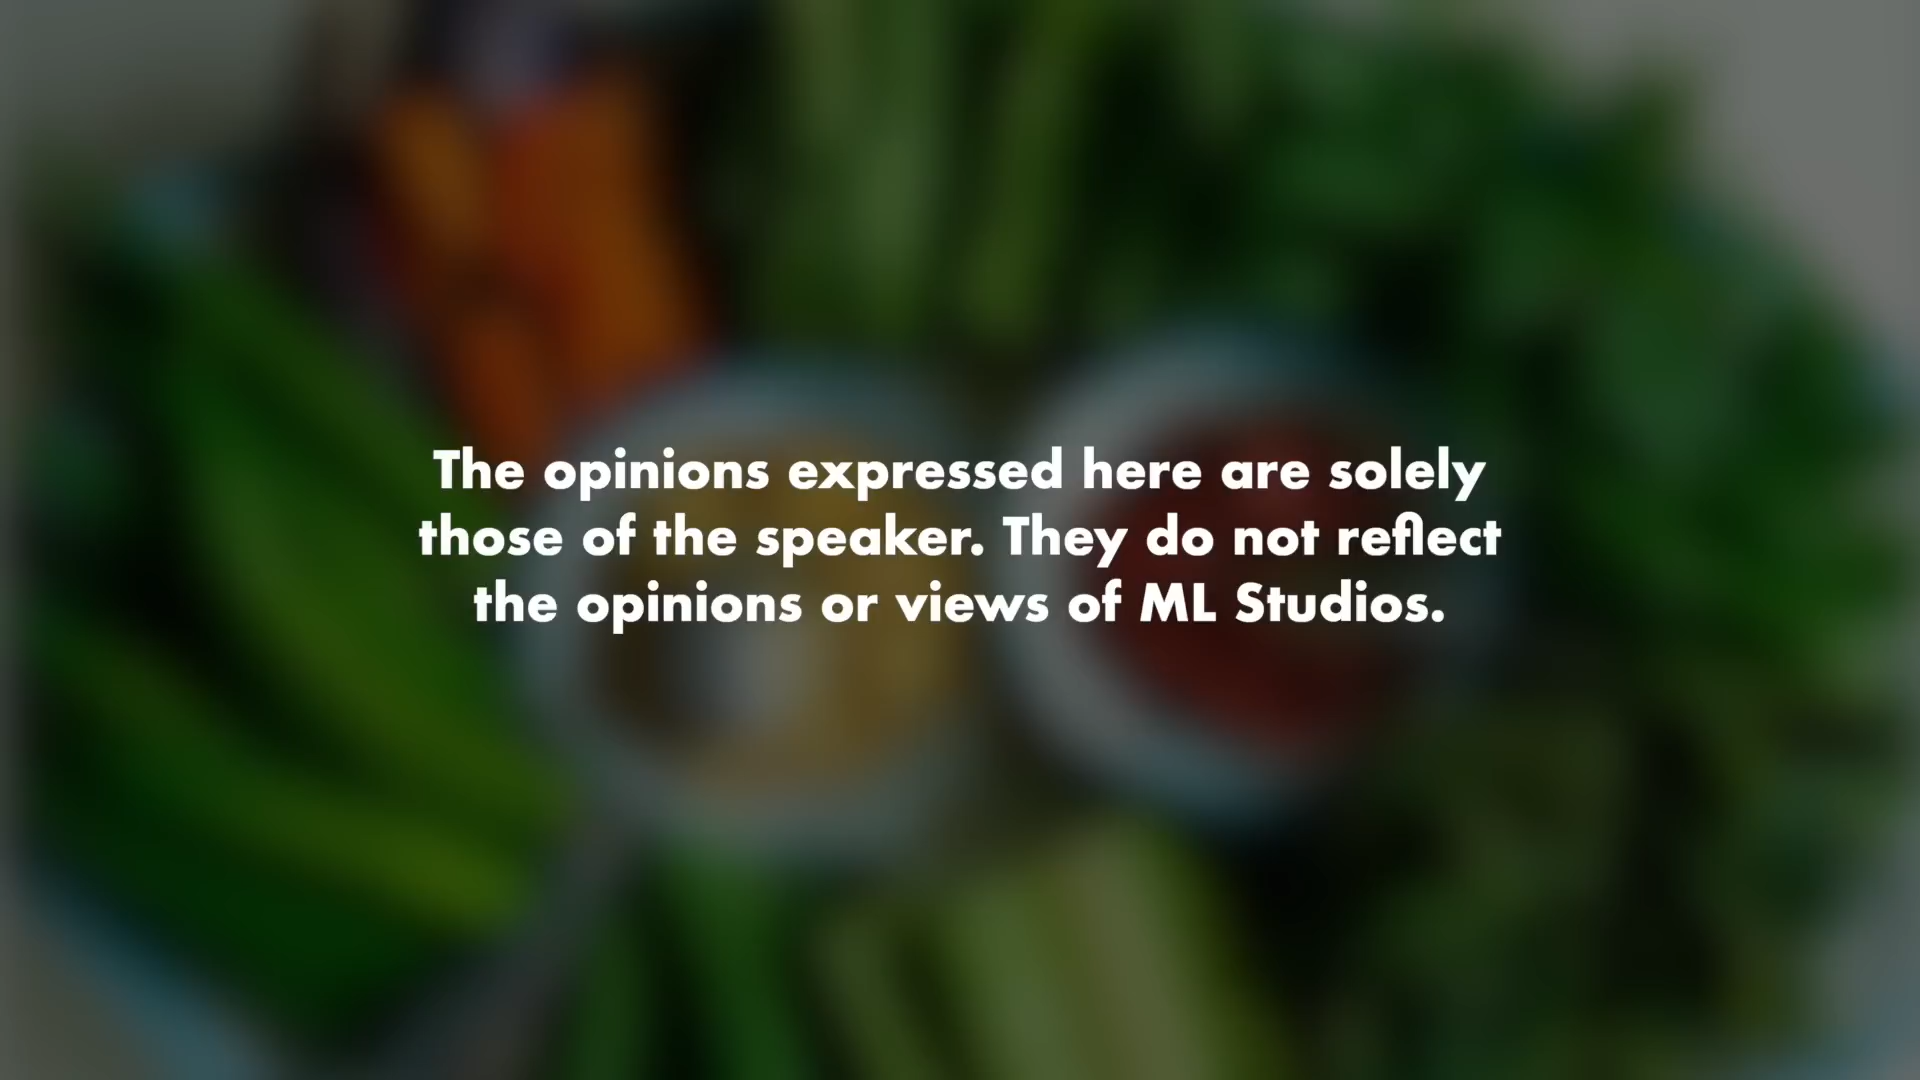 The opinions expressed here are solely
those of the speaker. They do not reflect
the opinions or views of ML Studios.